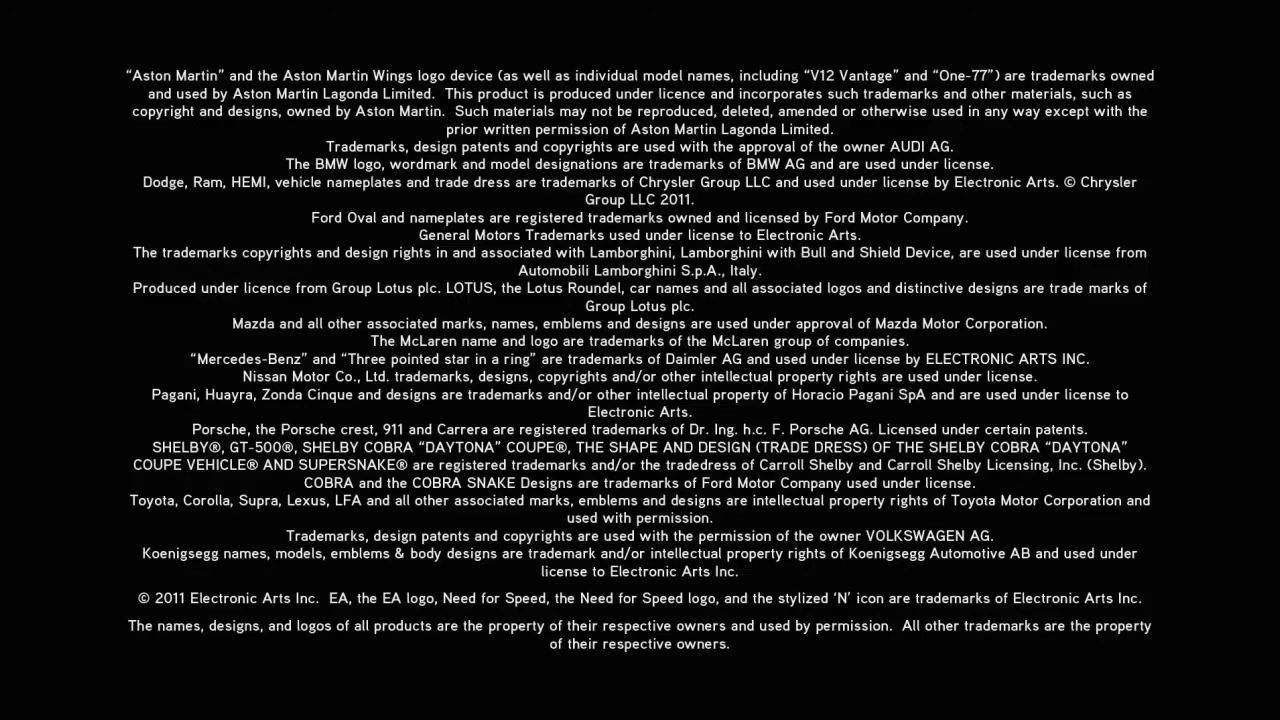 “Aston Martin” and the Aston Martin Wings logo device (as well as individual model names, including “V12 Vantage” and “One-77”) are trademarks owned
and used by Aston Martin Lagonda Limited.  This product is produced under licence and incorporates such trademarks and other materials, such as
copyright and designs, owned by Aston Martin.  Such materials may not be reproduced, deleted, amended or otherwise used in any way except with the
prior written permission of Aston Martin Lagonda Limited.
Trademarks, design patents and copyrights are used with the approval of the owner AUDI AG.
The BMW logo, wordmark and model designations are trademarks of BMW AG and are used under license.
Dodge, Ram, HEMI, vehicle nameplates and trade dress are trademarks of Chrysler Group LLC and used under license by Electronic Arts. © Chrysler
Group LLC 2011.
Ford Oval and nameplates are registered trademarks owned and licensed by Ford Motor Company.
General Motors Trademarks used under license to Electronic Arts.
The trademarks copyrights and design rights in and associated with Lamborghini, Lamborghini with Bull and Shield Device, are used under license from
Automobili Lamborghini S.p.A., Italy.
Produced under licence from Group Lotus plc. LOTUS, the Lotus Roundel, car names and all associated logos and distinctive designs are trade marks of
Group Lotus plc.
Mazda and all other associated marks, names, emblems and designs are used under approval of Mazda Motor Corporation.
The McLaren name and logo are trademarks of the McLaren group of companies.
“Mercedes-Benz” and “Three pointed star in a ring” are trademarks of Daimler AG and used under license by ELECTRONIC ARTS INC.
Nissan Motor Co., Ltd. trademarks, designs, copyrights and/or other intellectual property rights are used under license.
Pagani, Huayra, Zonda Cinque and designs are trademarks and/or other intellectual property of Horacio Pagani SpA and are used under license to
Electronic Arts.
Porsche, the Porsche crest, 911 and Carrera are registered trademarks of Dr. Ing. h.c. F. Porsche AG. Licensed under certain patents.
SHELBY®, GT-500®, SHELBY COBRA “DAYTONA” COUPE®, THE SHAPE AND DESIGN (TRADE DRESS) OF THE SHELBY COBRA “DAYTONA”
COUPE VEHICLE® AND SUPERSNAKE® are registered trademarks and/or the tradedress of Carroll Shelby and Carroll Shelby Licensing, Inc. (Shelby).
COBRA and the COBRA SNAKE Designs are trademarks of Ford Motor Company used under license.
Toyota, Corolla, Supra, Lexus, LFA and all other associated marks, emblems and designs are intellectual property rights of Toyota Motor Corporation and
used with permission.
Trademarks, design patents and copyrights are used with the permission of the owner VOLKSWAGEN AG.
Koenigsegg names, models, emblems & body designs are trademark and/or intellectual property rights of Koenigsegg Automotive AB and used under
license to Electronic Arts Inc.
© 2011 Electronic Arts Inc.  EA, the EA logo, Need for Speed, the Need for Speed logo, and the stylized ‘N’ icon are trademarks of Electronic Arts Inc.
The names, designs, and logos of all products are the property of their respective owners and used by permission.  All other trademarks are the property
of their respective owners.